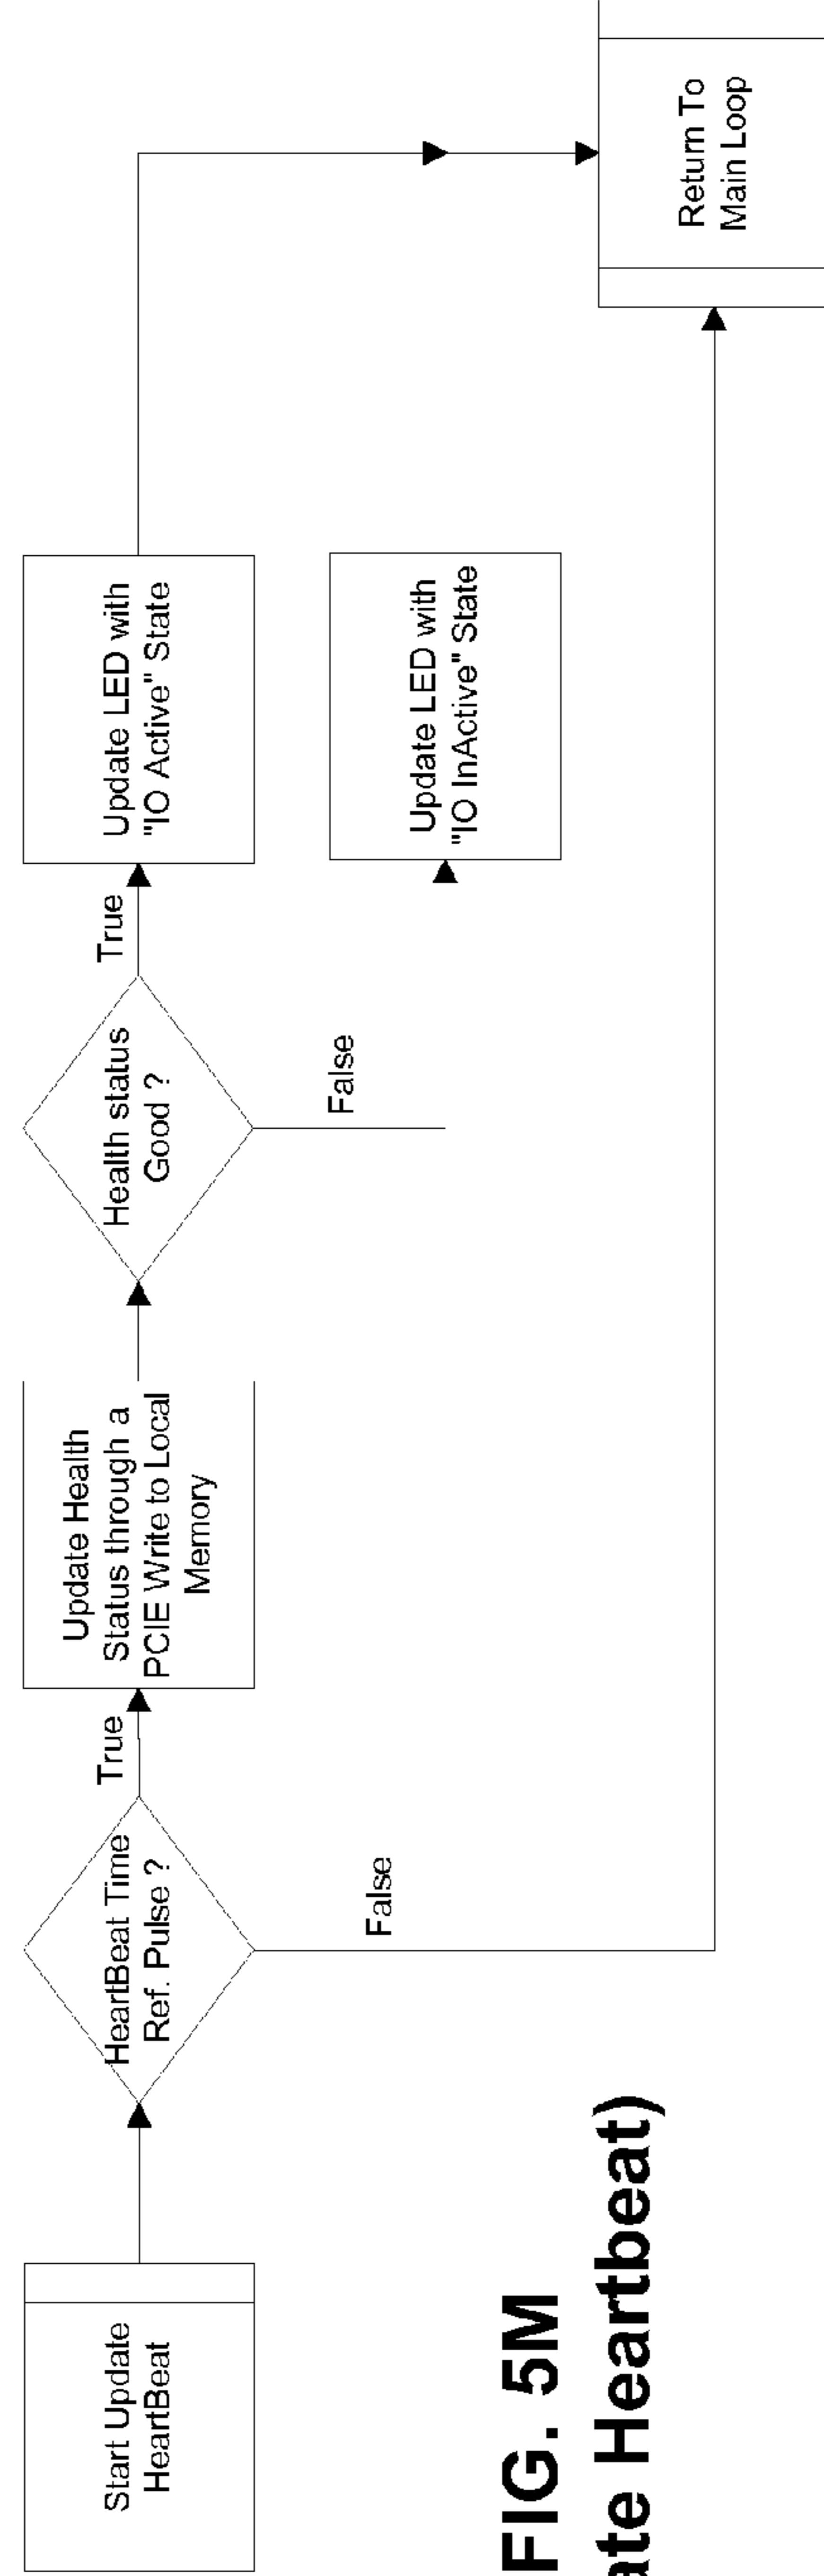 Start Update
HeartBeat
HeartBeat Time
Ref. Pulse ?
True
False
Update Health
Status through a
PCIE Write to Local
Memory
Health status
Good ?
True
False
Update LED with
"IO Active" State
Update LED with
"IO InActive" State
Return To
Main Loop
FIG. 5M
ate Heartbeat)